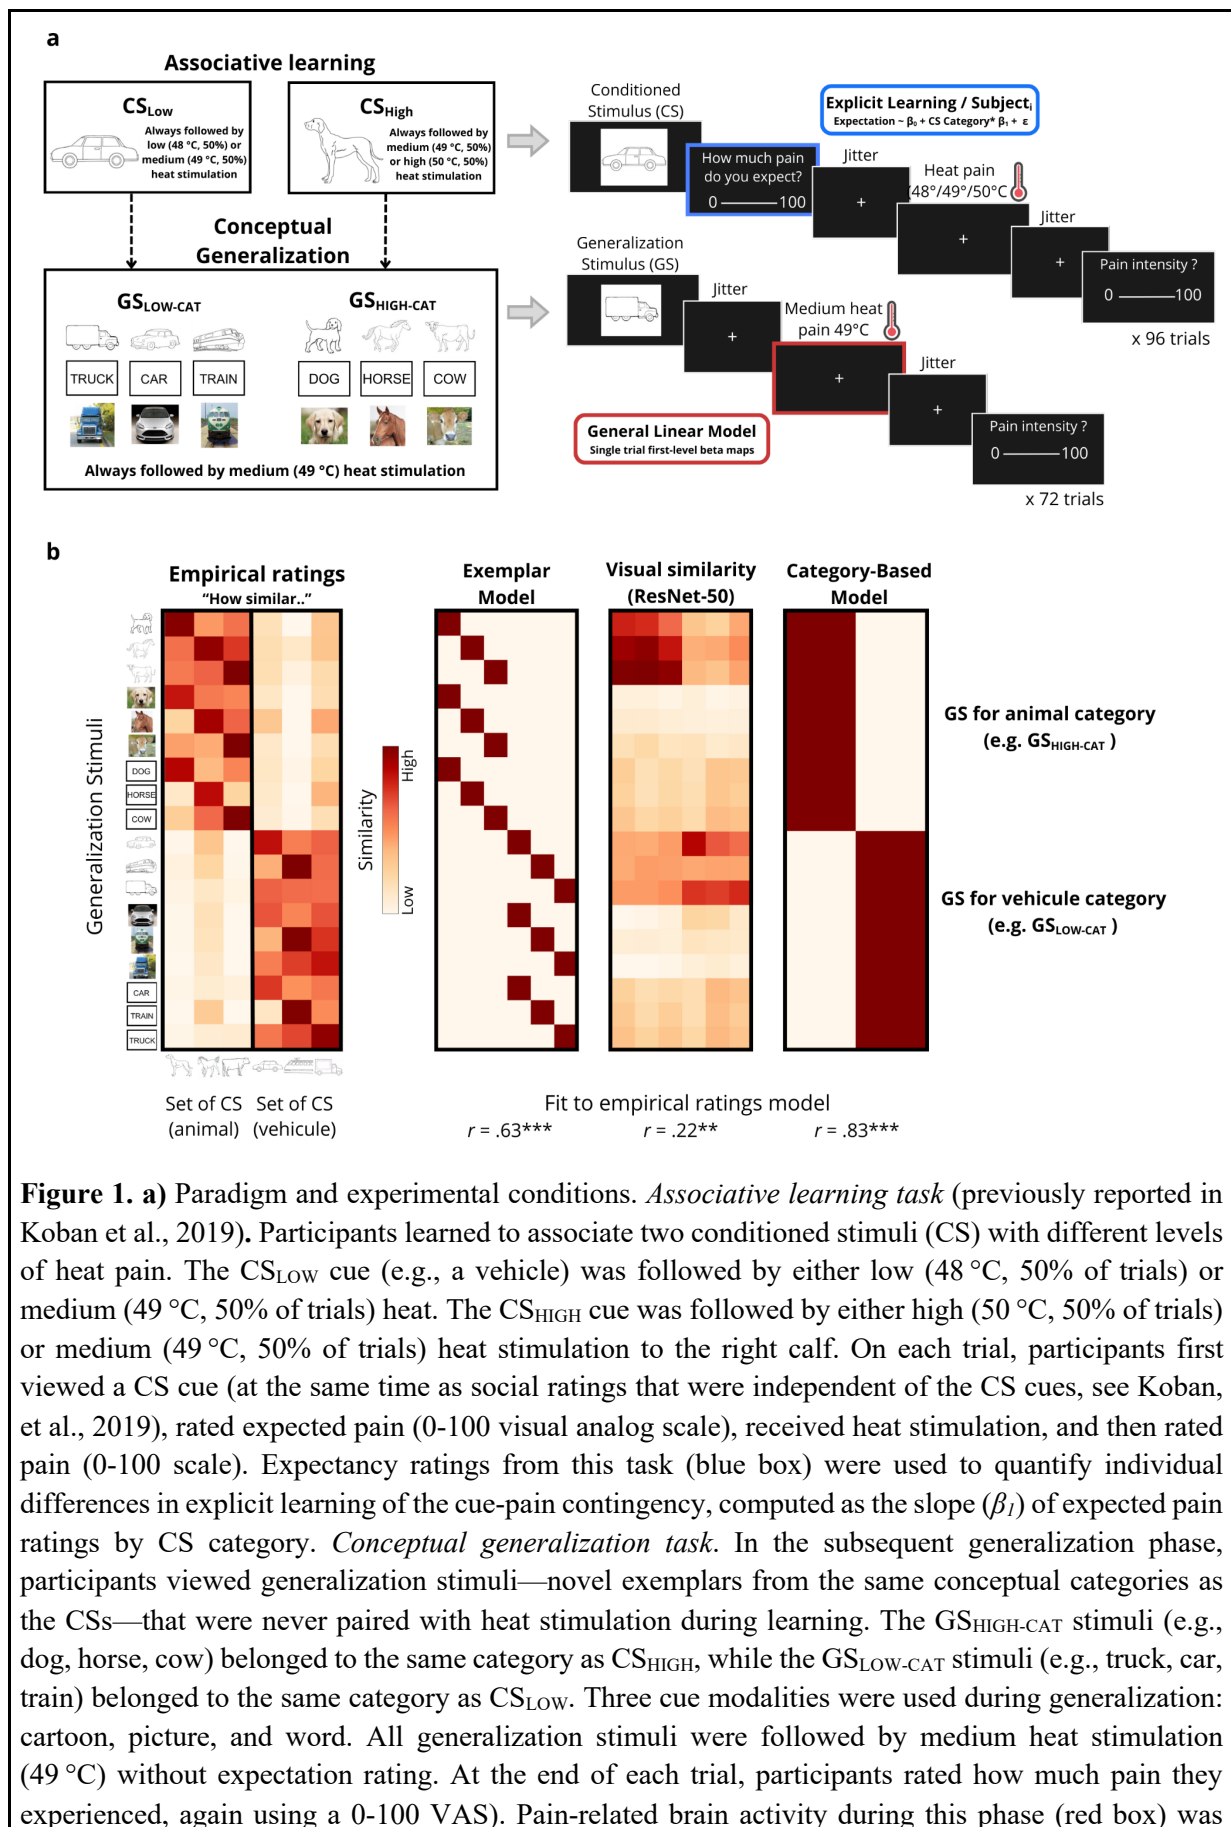 a
Associative learning
CS_Low
Always followed by
low (48 °C, 50%) or
medium (49 °C, 50%)
heat stimulation
CS_High
Always followed by
medium (49 °C, 50%)
or high (50 °C, 50%)
heat stimulation
Conceptual
Generalization
GS_LOW-CAT
GS_HIGH-CAT
TRUCK CAR TRAIN DOG HORSE COW
Always followed by medium (49 °C) heat stimulation
Conditioned
Stimulus (CS)
Explicit Learning / Subject_i
Expectation ~ β₀ + CS Category* β₁ + ε
How much pain
do you expect?
0 100
Jitter
+
Heat pain
(48°/49°/50°C
+
Jitter
+
Pain intensity ?
0 100
x 96 trials
Generalization
Stimulus (GS)
Jitter
+
Medium heat
pain 49°C
+
Jitter
+
Pain intensity ?
0 100
x 72 trials
General Linear Model
Single trial first-level beta maps
b
Empirical ratings
“How similar..”
Exemplar
Model
Visual similarity
(ResNet-50)
Category-Based
Model
Generalization Stimuli
DOG
HORSE
COW
CAR
TRAIN
TRUCK
Similarity
High
Low
GS for animal category
(e.g. GS_HIGH-CAT )
GS for vehicule category
(e.g. GS_LOW-CAT )
Set of CS
(animal)
Set of CS
(vehicule)
Fit to empirical ratings model
r = .63*** r = .22** r = .83***
Figure 1. a) Paradigm and experimental conditions. Associative learning task (previously reported in
Koban et al., 2019). Participants learned to associate two conditioned stimuli (CS) with different levels
of heat pain. The CS_LOW cue (e.g., a vehicle) was followed by either low (48 °C, 50% of trials) or
medium (49 °C, 50% of trials) heat. The CS_HIGH cue was followed by either high (50 °C, 50% of trials)
or medium (49 °C, 50% of trials) heat stimulation to the right calf. On each trial, participants first
viewed a CS cue (at the same time as social ratings that were independent of the CS cues, see Koban,
et al., 2019), rated expected pain (0-100 visual analog scale), received heat stimulation, and then rated
pain (0-100 scale). Expectancy ratings from this task (blue box) were used to quantify individual
differences in explicit learning of the cue-pain contingency, computed as the slope (β₁) of expected pain
ratings by CS category. Conceptual generalization task. In the subsequent generalization phase,
participants viewed generalization stimuli—novel exemplars from the same conceptual categories as
the CSs—that were never paired with heat stimulation during learning. The GS_HIGH-CAT stimuli (e.g.,
dog, horse, cow) belonged to the same category as CS_HIGH, while the GS_LOW-CAT stimuli (e.g., truck, car,
train) belonged to the same category as CS_LOW. Three cue modalities were used during generalization:
cartoon, picture, and word. All generalization stimuli were followed by medium heat stimulation
(49 °C) without expectation rating. At the end of each trial, participants rated how much pain they
experienced, again using a 0-100 VAS). Pain-related brain activity during this phase (red box) was